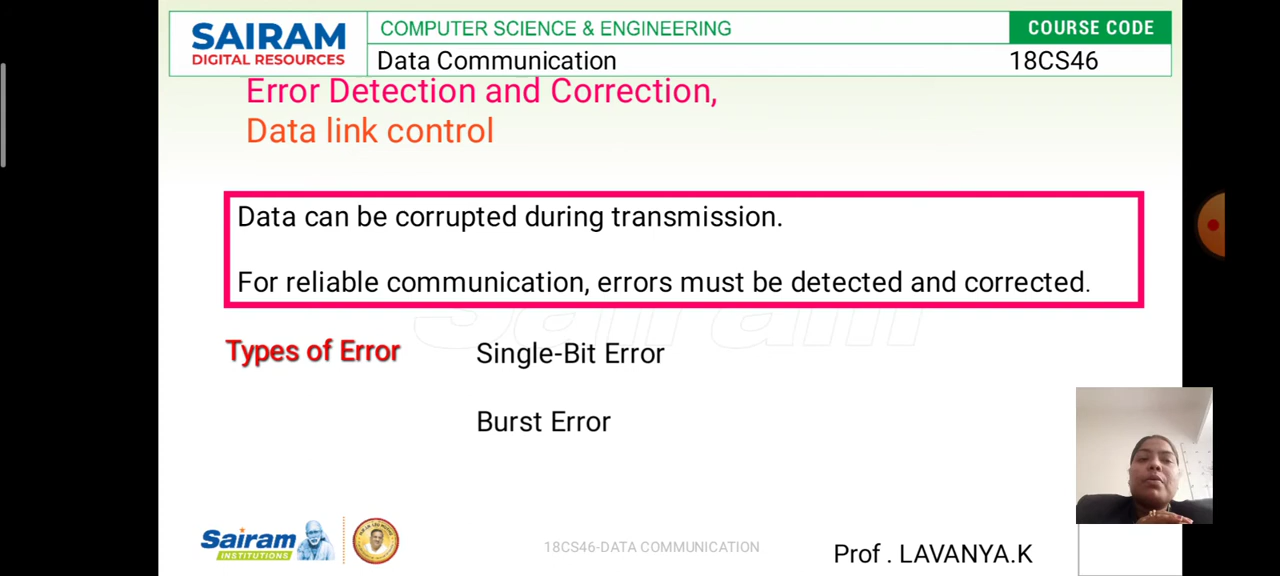 SAIRAM
DIGITAL RESOURCES
COMPUTER SCIENCE & ENGINEERING
COURSE CODE
Data Communication
18CS46
Error Detection and Correction,
Data link control
Data can be corrupted during transmission.
For reliable communication, errors must be detected and corrected.
Sairam
Types of Error
Single-Bit Error
Burst Error
Sairam
INSTITUTIONS
18CS46-DATA COMMUNICATION
Prof . LAVANYA.K